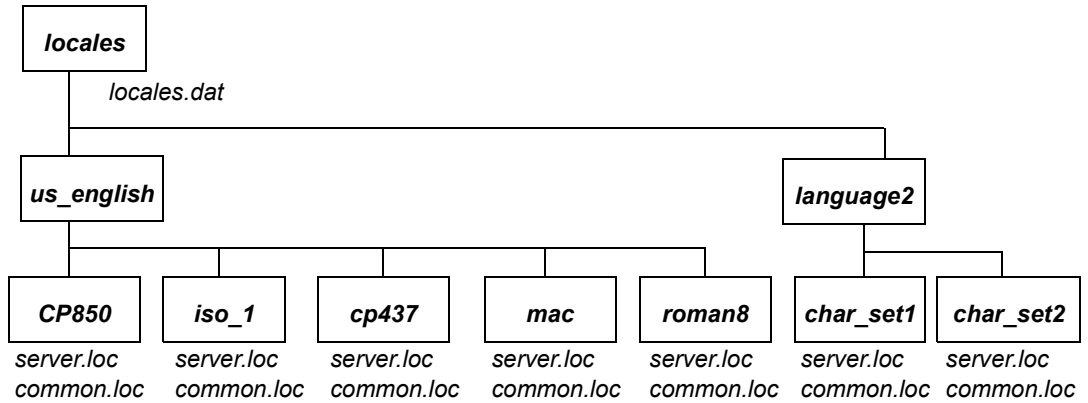 locales
locales.dat
us_english
language2
CP850
iso_1
cp437
mac
roman8
char_set1
char_set2
server.loc server.loc server.loc server.loc server.loc server.loc server.loc
common.loc common.loc common.loc common.loc common.loc common.loc common.loc